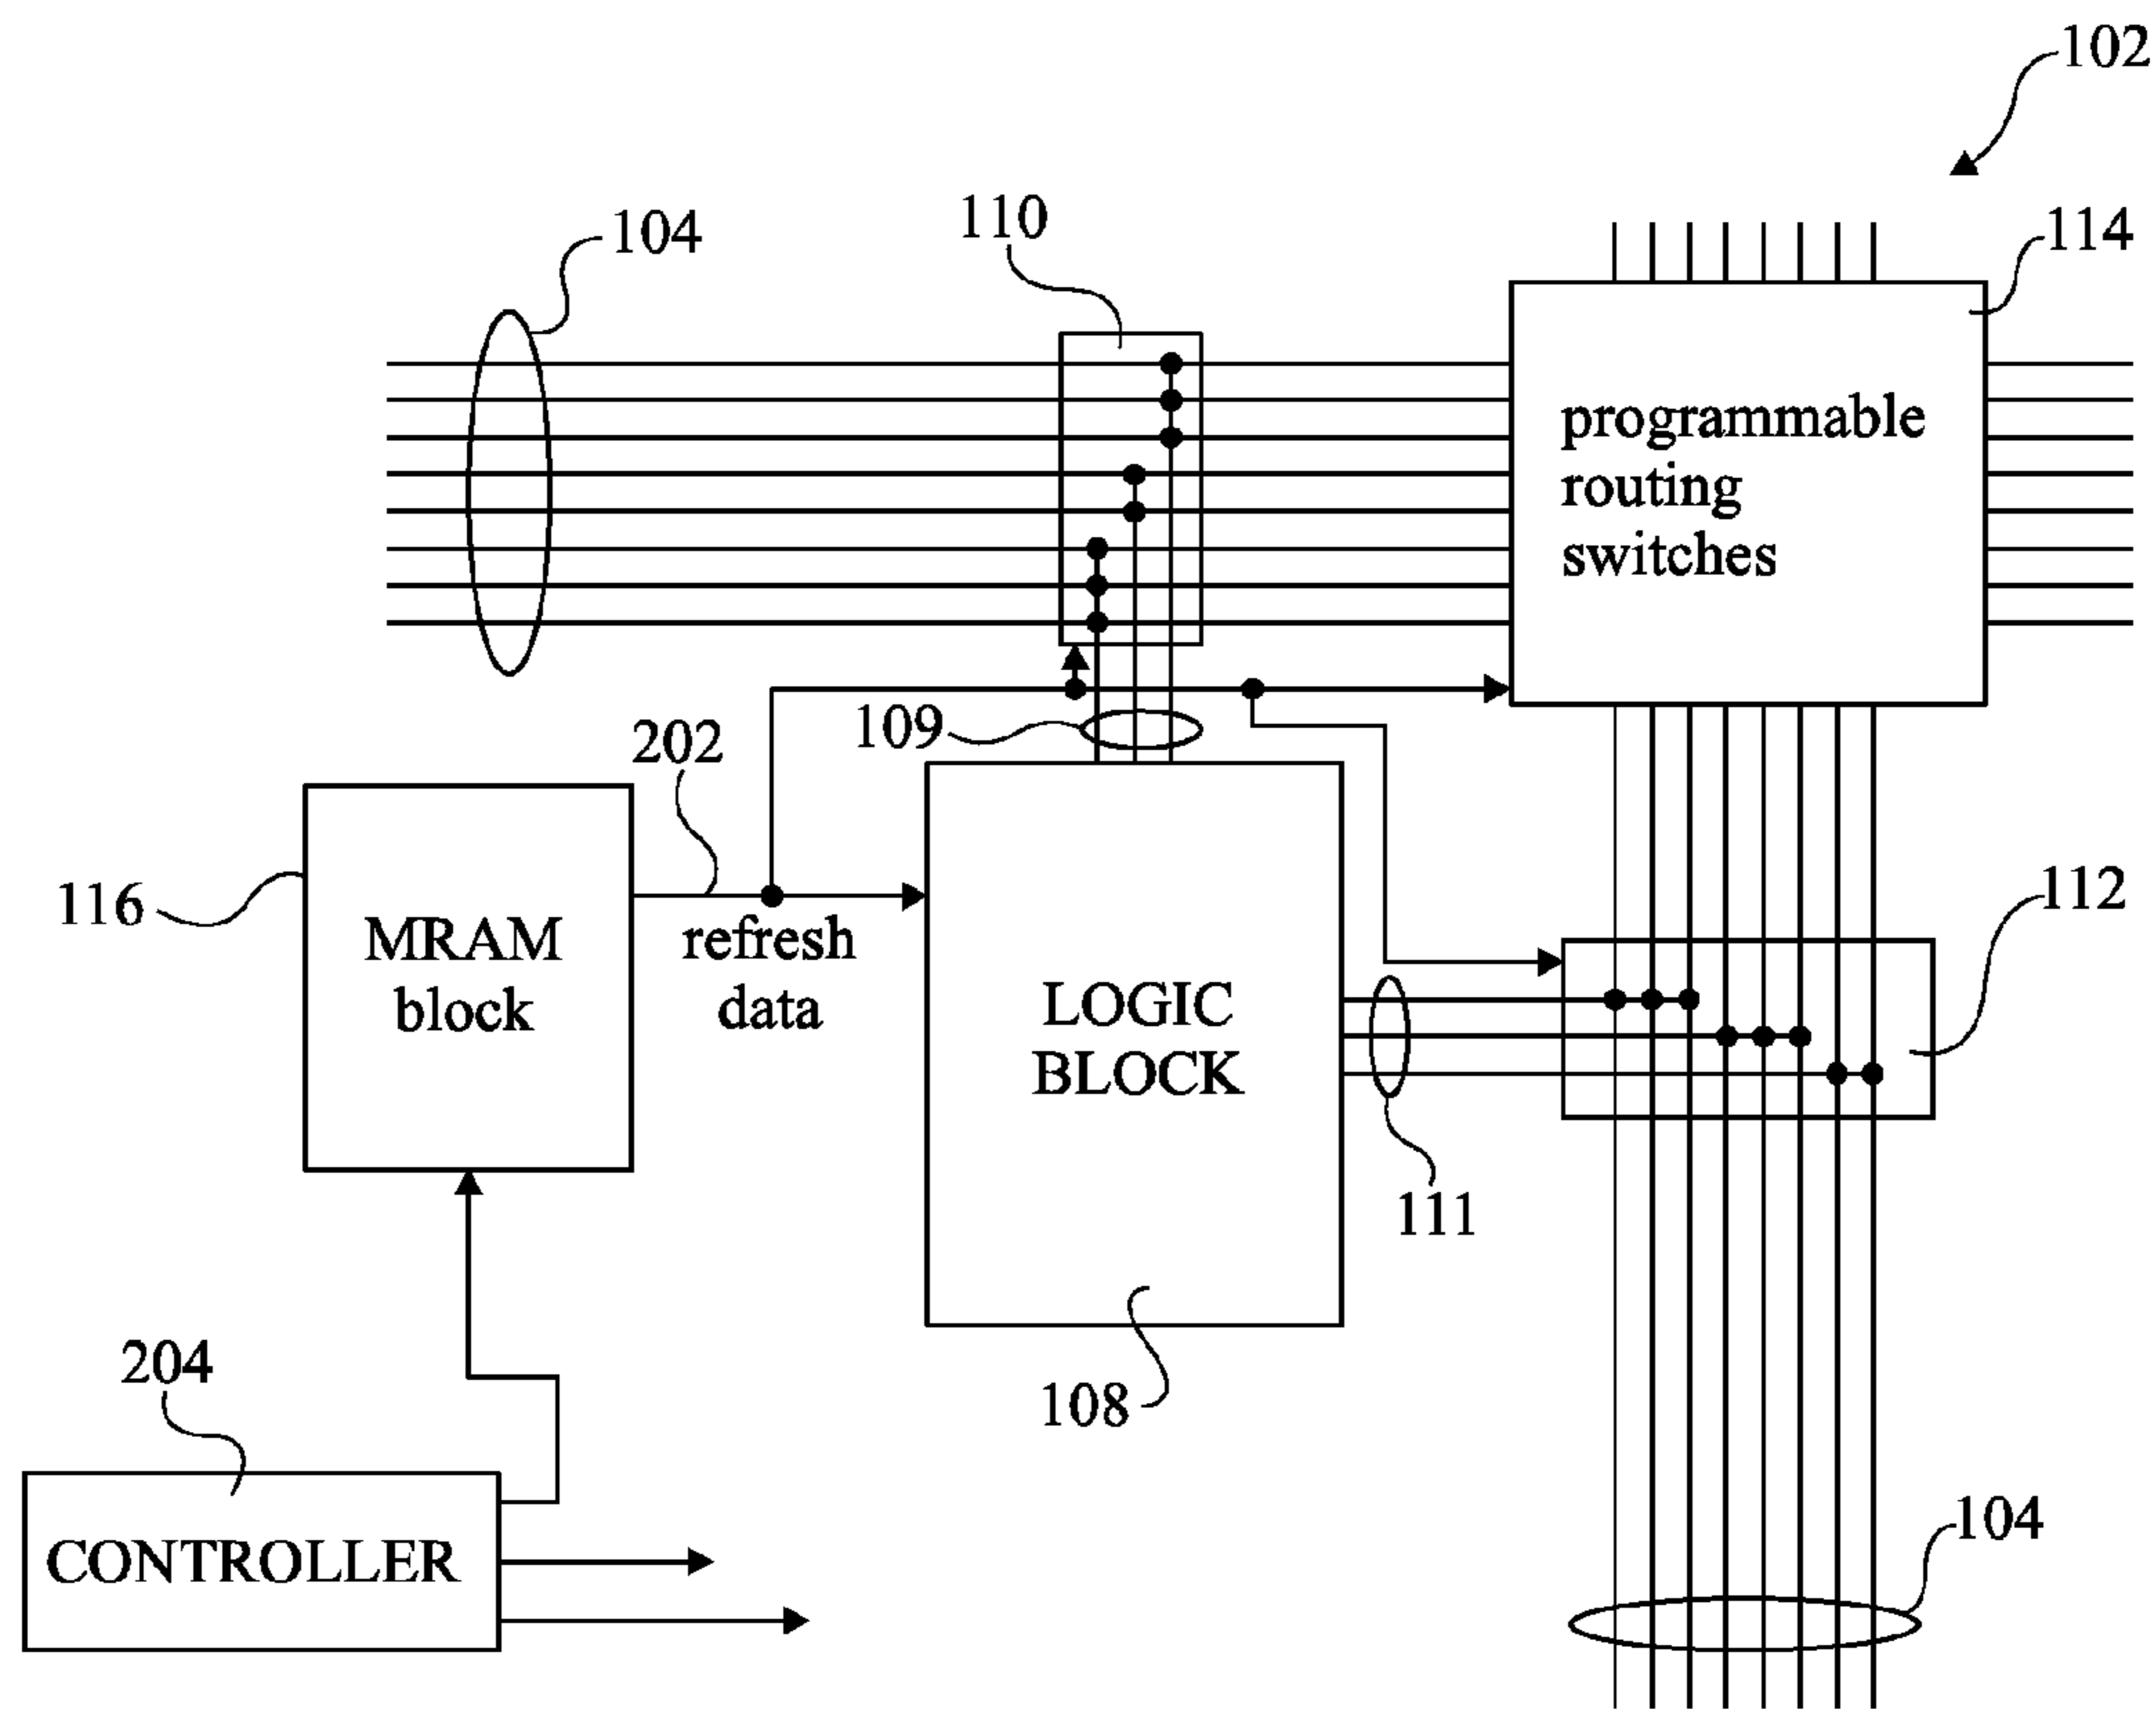 102
104
110
114
programmable
routing
switches
109
202
116
MRAM
block
refresh
data
LOGIC
BLOCK
112
111
108
204
CONTROLLER
104